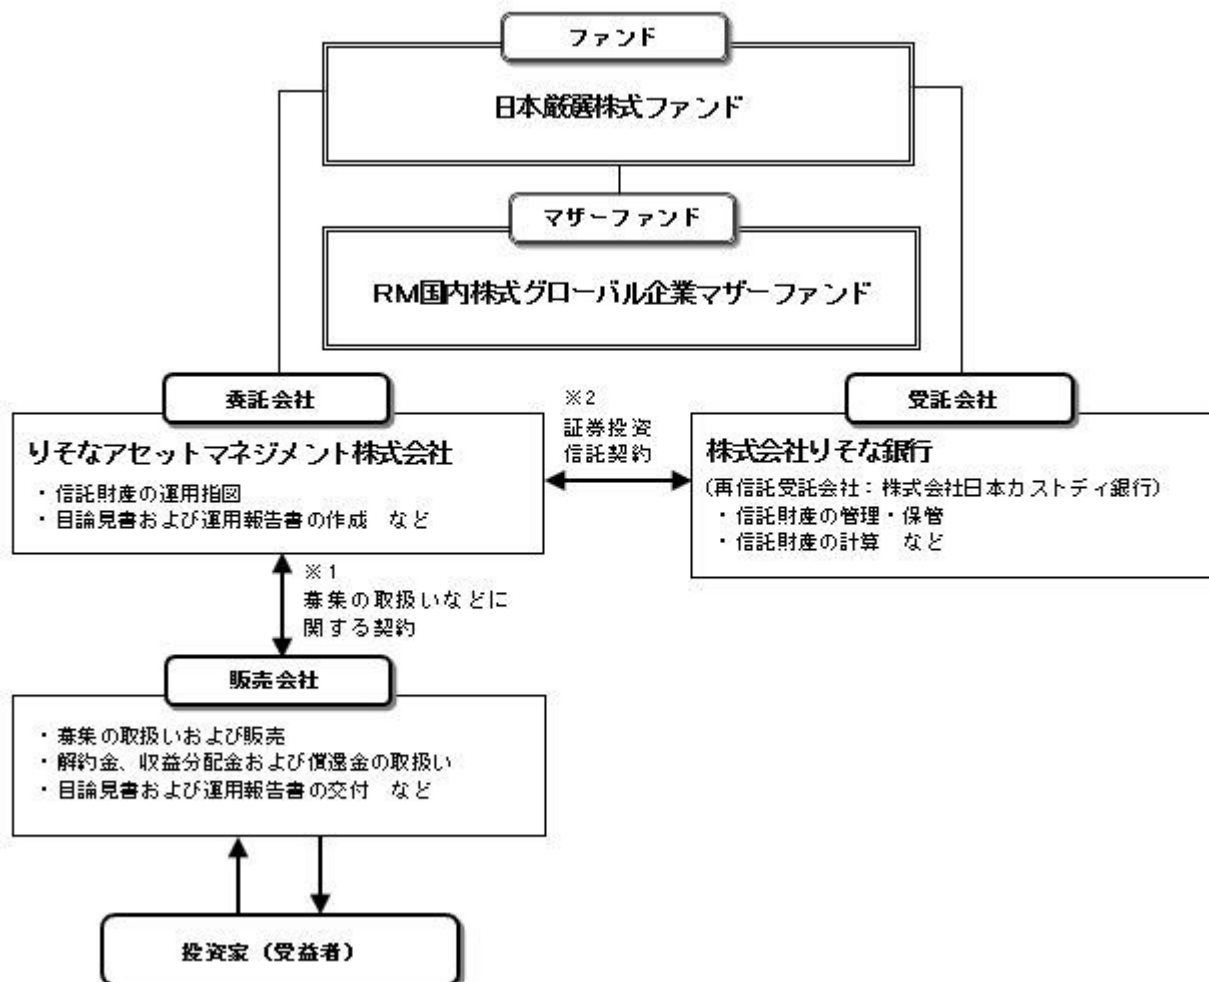 ファンド
日本厳選株式ファンド
マザーファンド
RM国内株式グローバル企業マザーファンド
委託会社
りそなアセットマネジメント株式会社
・信託財産の運用指図
・目論見書および運用報告書の作成 など
※2
証券投資
信託契約
受託会社
株式会社りそな銀行
(再信託受託会社：株式会社日本カストディ銀行)
・信託財産の管理・保管
・信託財産の計算 など
※1
募集の取扱いなどに
関する契約
販売会社
・募集の取扱いおよび販売
・解約金、収益分配金および償還金の取扱い
・目論見書および運用報告書の交付 など
投資家（受益者）